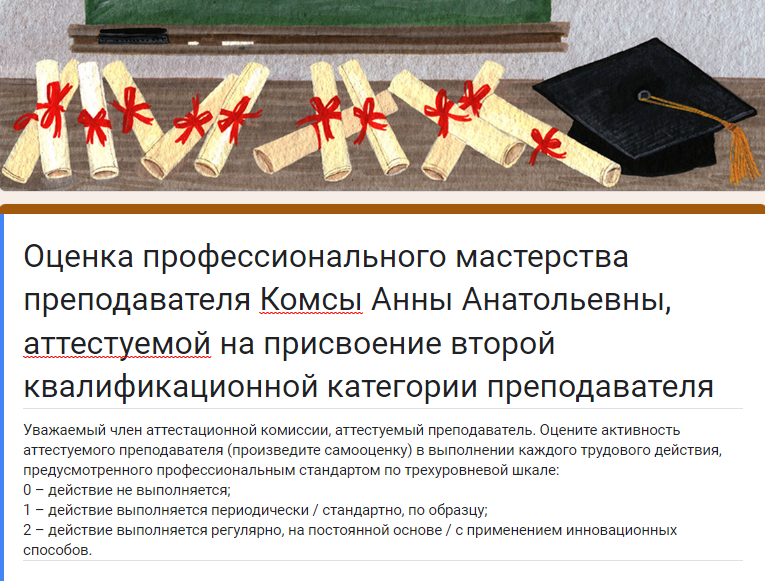 Оценка профессионального мастерства
преподавателя Комсы Анны Анатольевны,
аттестуемой на присвоение второй
квалификационной категории преподавателя
Уважаемый член аттестационной комиссии, аттестуемый преподаватель. Оцените активность
аттестуемого преподавателя (произведите самооценку) в выполнении каждого трудового действия,
предусмотренного профессиональным стандартом по трехуровневой шкале:
0 – действие не выполняется;
1 – действие выполняется периодически / стандартно, по образцу;
2 – действие выполняется регулярно, на постоянной основе / с применением инновационных
способов.